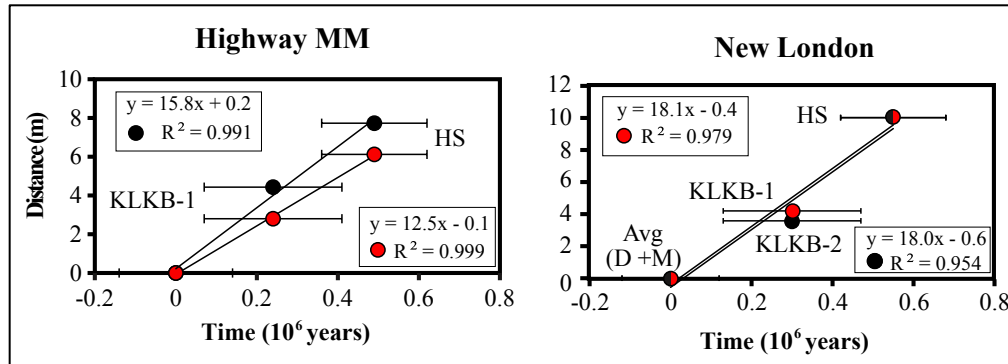 Highway MM
10
8
6
4
2
0
-0.2
0
0.2
0.4
0.6
0.8
Distance (m)
Time (10⁶ years)
y = 15.8x + 0.2
R² = 0.991
HS
KLKB-1
y = 12.5x - 0.1
R² = 0.999
New London
12
10
8
6
4
2
0
-0.2
0
0.2
0.4
0.6
0.8
Time (10⁶ years)
y = 18.1x - 0.4
R² = 0.979
HS
KLKB-1
KLKB-2
Avg
(D +M)
y = 18.0x - 0.6
R² = 0.954